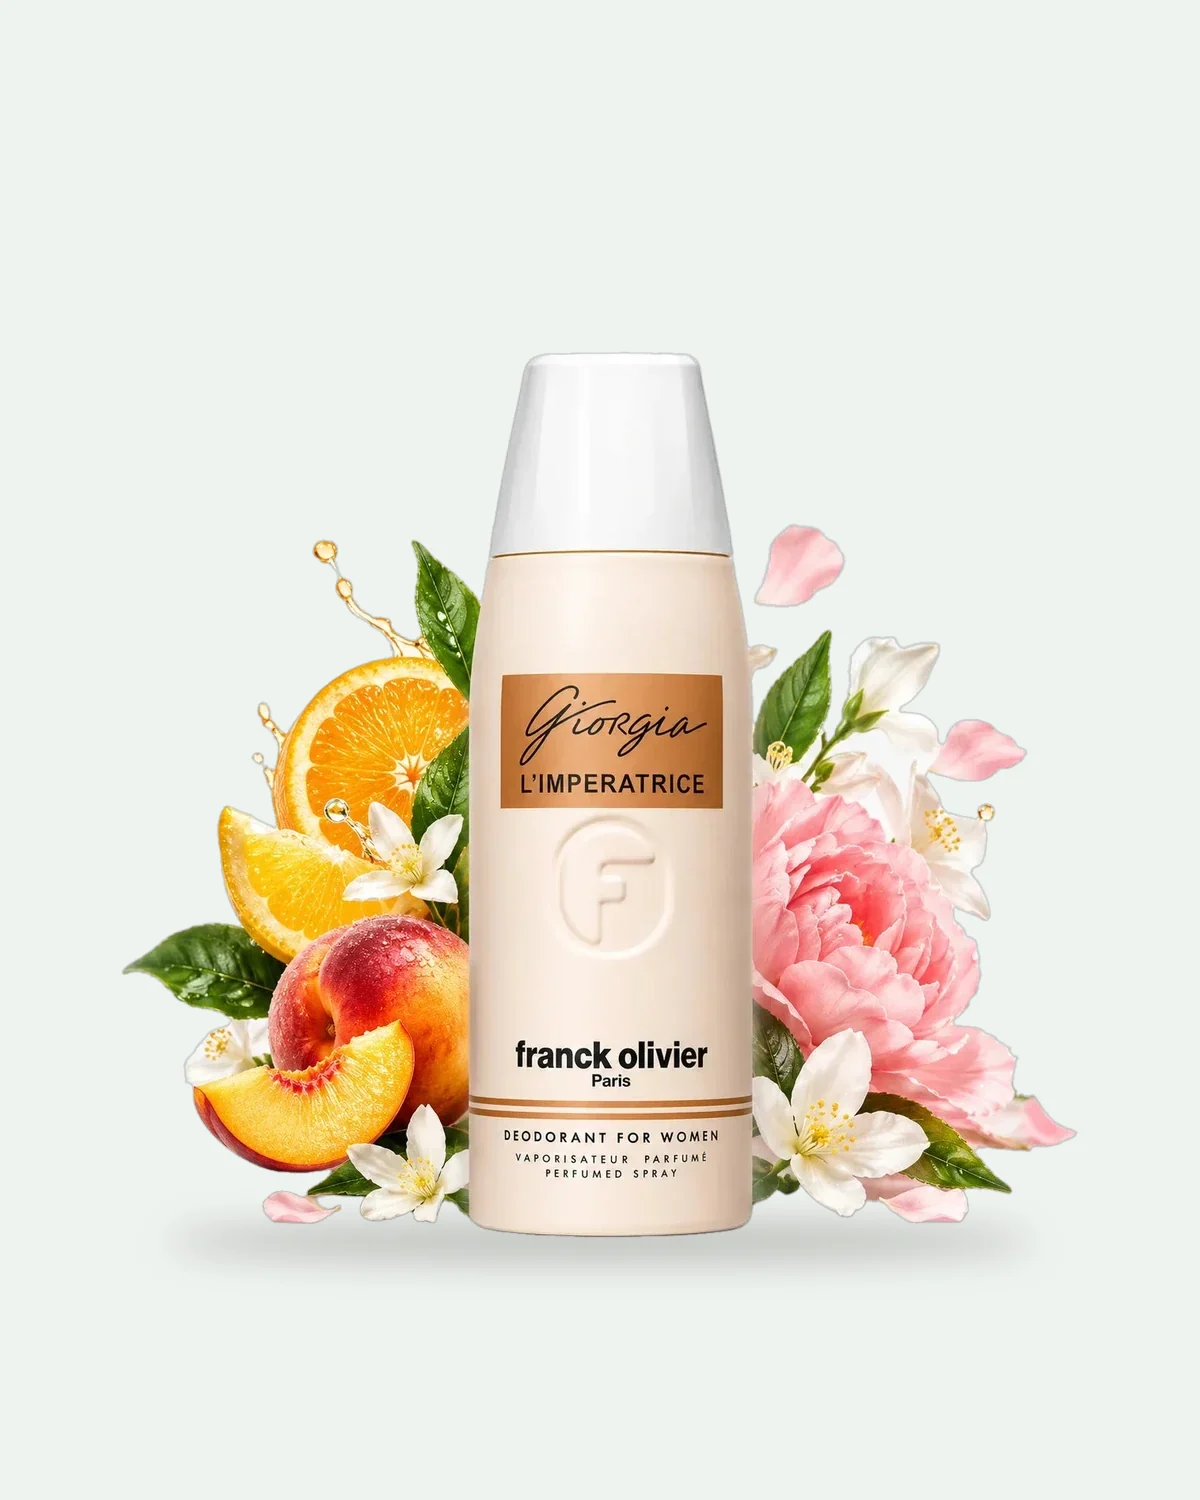 Giorgia
L'IMPERATRICE
F
franck olivier
Paris
DEODORANT FOR WOMEN
VAPORISATEUR PARFUMÉ
PERFUMED SPRAY